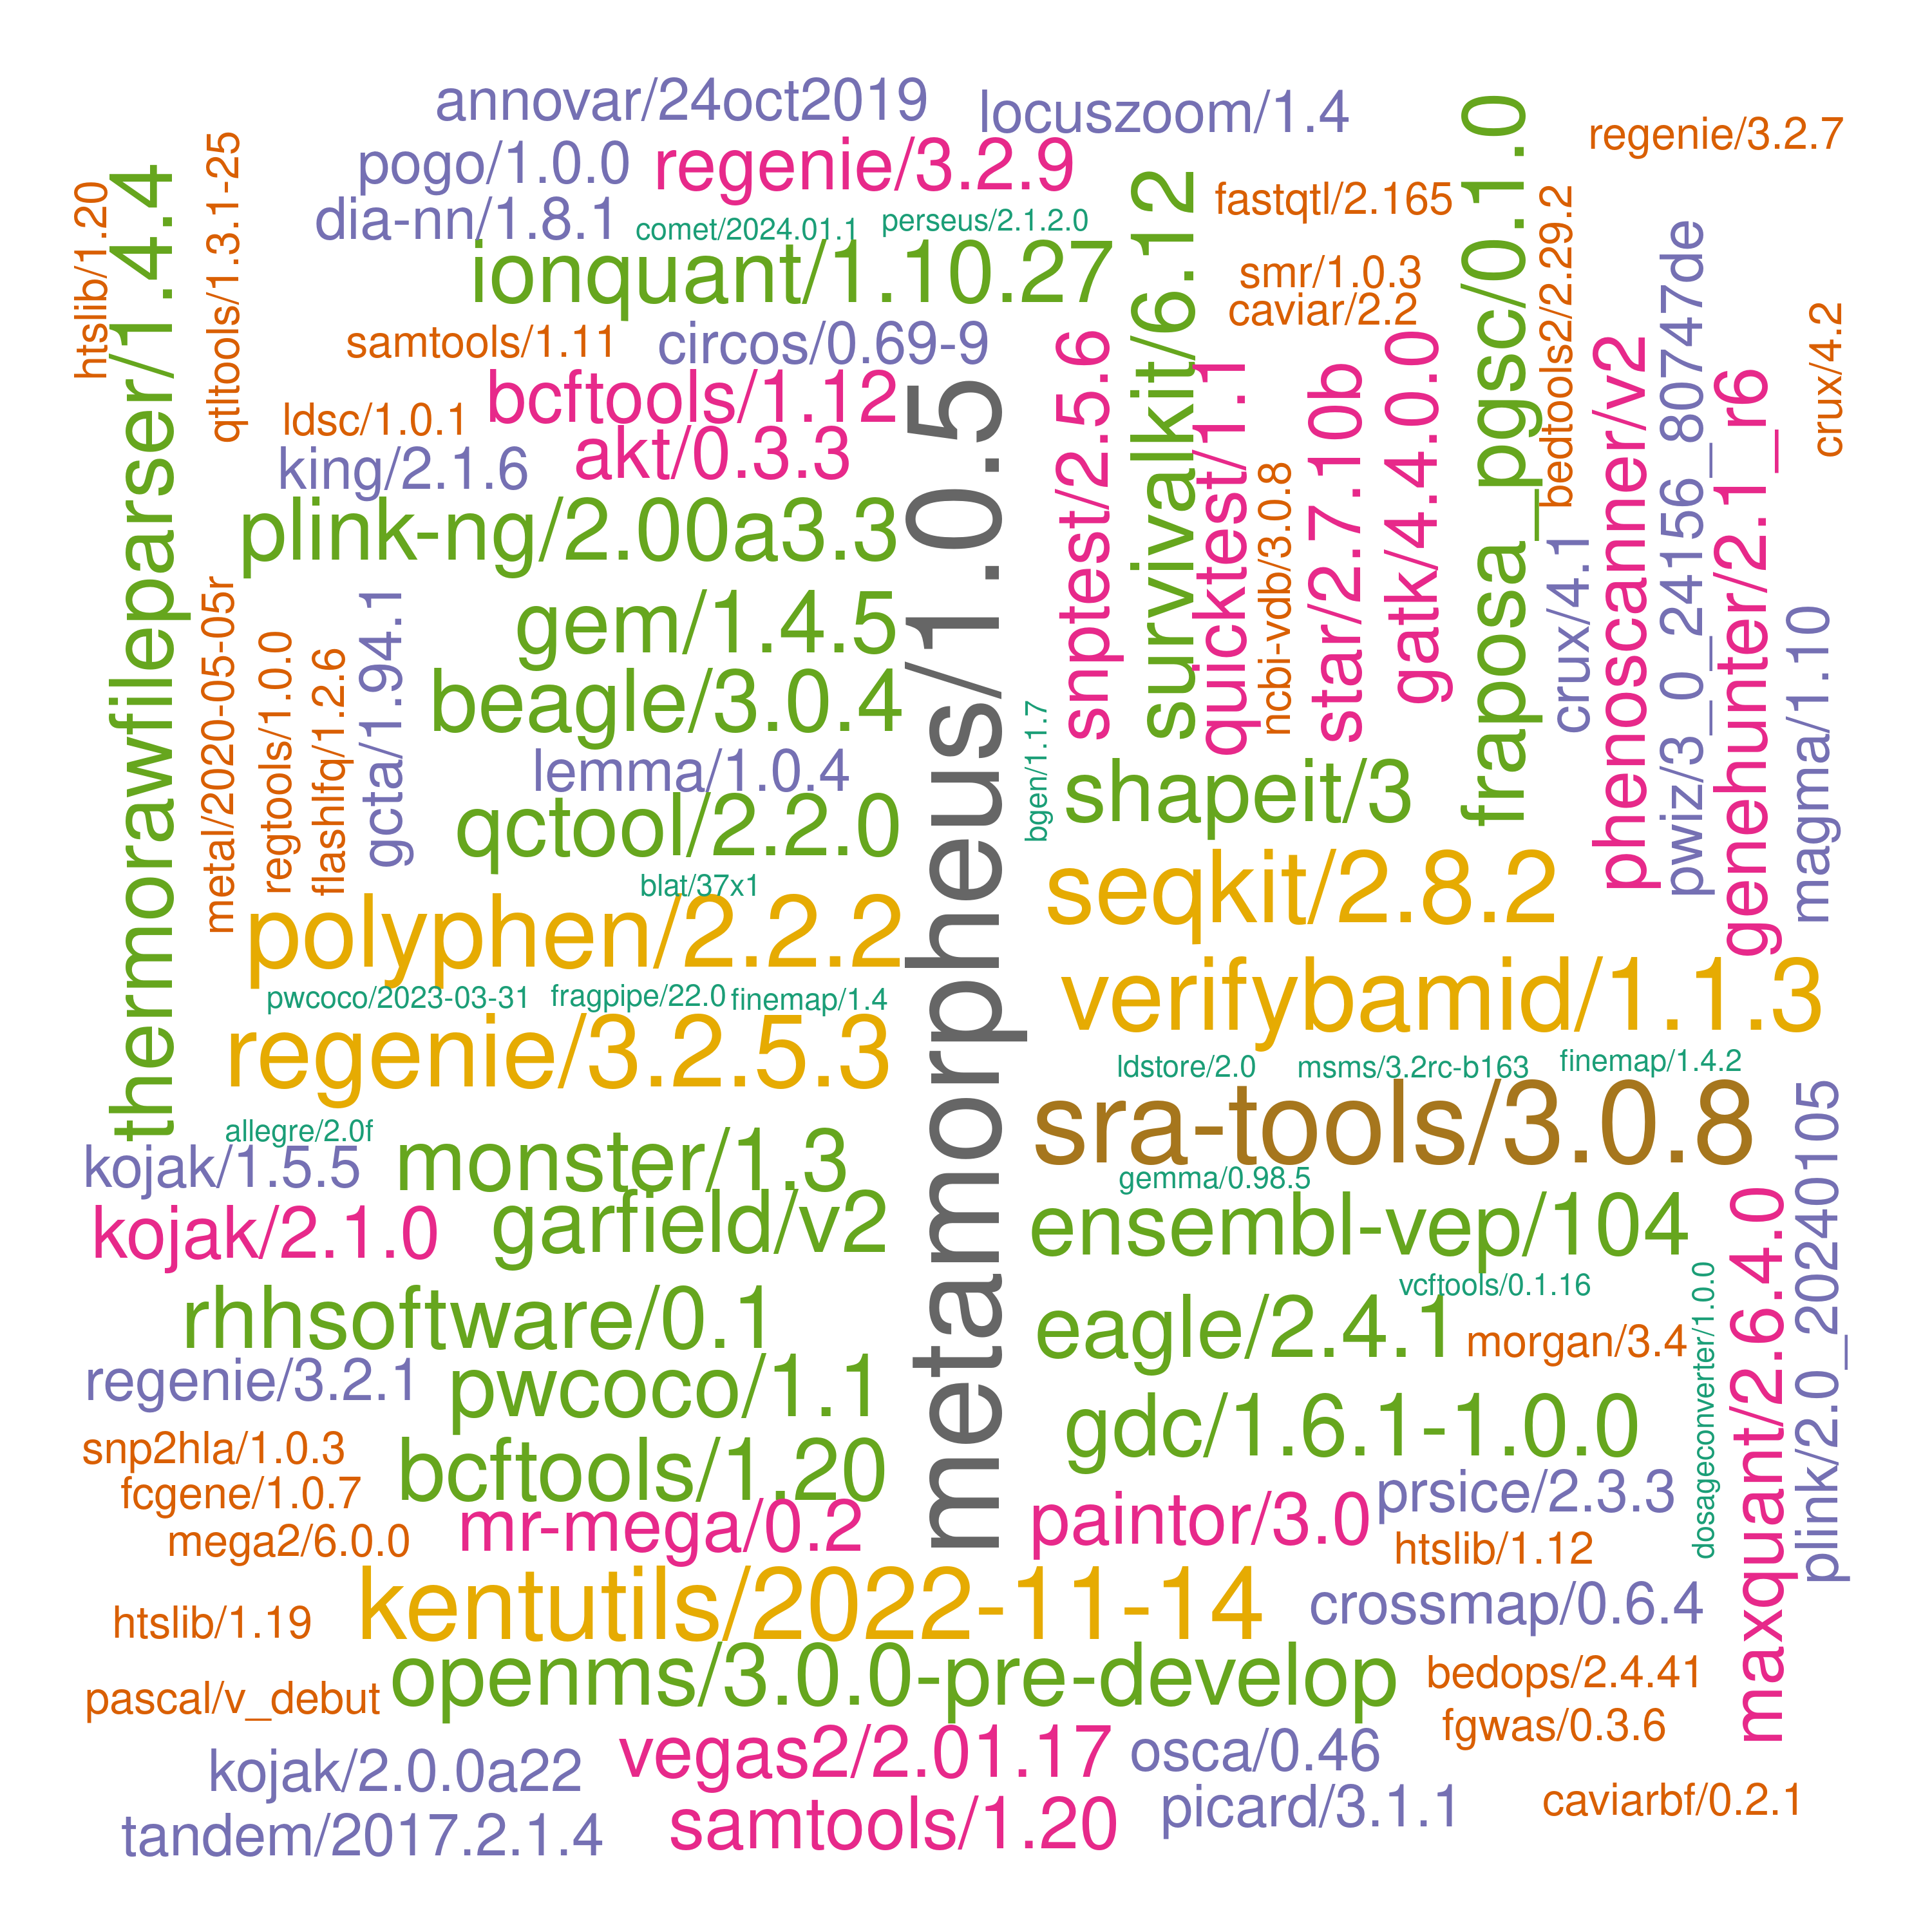 annovar/24oct2019
locuszoom/1.4
regenie/3.2.7
pogo/1.0.0
regenie/3.2.9
fastqtl/2.165
dia-nn/1.8.1
comet/2024.01.1
perseus/2.1.2.0
ionquant/1.10.27
smr/1.0.3
caviar/2.2
samtools/1.11
circos/0.69-9
bcftools/1.12
ldsc/1.0.1
akt/0.3.3
king/2.1.6
plink-ng/2.00a3.3
gem/1.4.5
beagle/3.0.4
lemma/1.0.4
qctool/2.2.0
blat/37x1
polyphen/2.2.2
pwcoco/2023-03-31
fragpipe/22.0
finemap/1.4
regenie/3.2.5.3
htslib/1.20
thermorawfileparser/1.4.4
qtltools/1.3.1-25
metal/2020-05-05r
regtools/1.0.0
flashlfq/1.2.6
gcta/1.94.1
metamorpheus/1.0.5
bgen/1.1.7
snptest/2.5.6
survivalkit/6.12
quicktest/1.1
ncbi-vdb/3.0.8
star/2.7.10b
gatk/4.4.0.0
fraposa_pgsc/0.1.0
bedtools2/2.29.2
crux/4.1
phenoscanner/v2
pwiz/3_0_24156_80747de
genehunter/2.1_r6
magma/1.10
crux/4.2
shapeit/3
seqkit/2.8.2
verifybamid/1.1.3
ldstore/2.0
msms/3.2rc-b163
finemap/1.4.2
sra-tools/3.0.8
gemma/0.98.5
ensembl-vep/104
vcftools/0.1.16
eagle/2.4.1
morgan/3.4
gdc/1.6.1-1.0.0
prsice/2.3.3
paintor/3.0
htslib/1.12
dosageconverter/1.0.0
maxquant/2.6.4.0
plink/2.0_20240105
allegre/2.0f
kojak/1.5.5
monster/1.3
kojak/2.1.0
garfield/v2
rhhsoftware/0.1
regenie/3.2.1
pwcoco/1.1
snp2hla/1.0.3
bcftools/1.20
fcgene/1.0.7
mr-mega/0.2
mega2/6.0.0
kentutils/2022-11-14
crossmap/0.6.4
htslib/1.19
openms/3.0.0-pre-develop
bedops/2.4.41
pascal/v_debut
fgwas/0.3.6
vegas2/2.01.17
osca/0.46
kojak/2.0.0a22
picard/3.1.1
caviarbf/0.2.1
samtools/1.20
tandem/2017.2.1.4